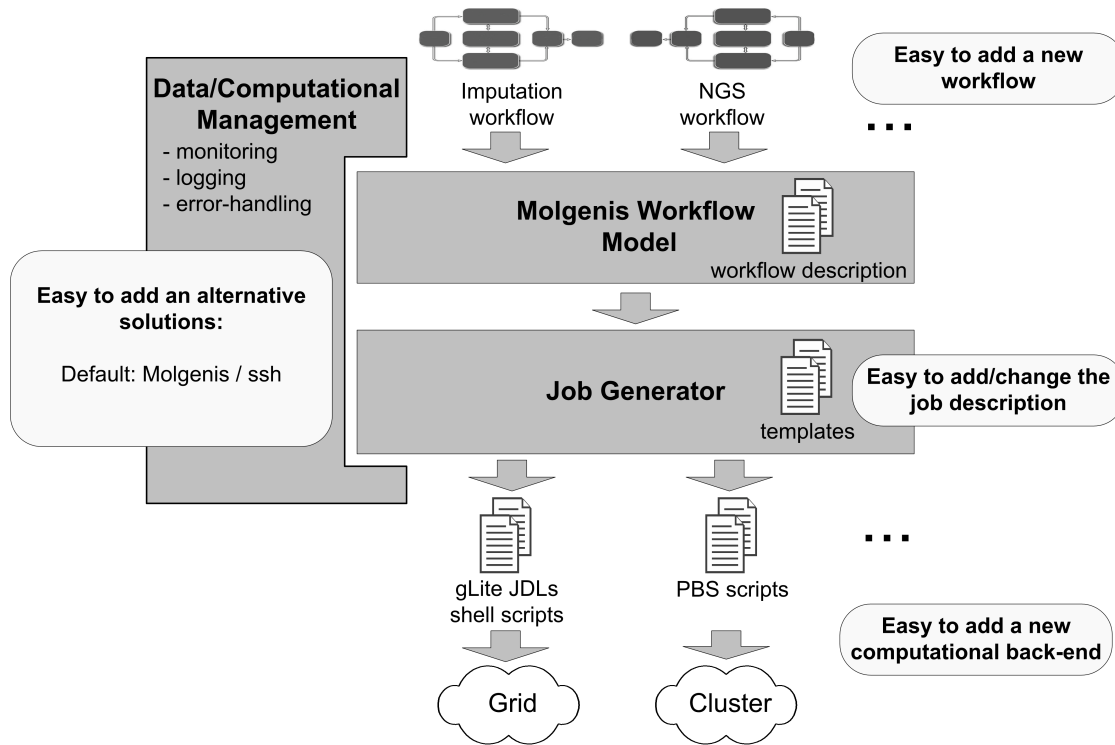 Data/Computational
Management
- monitoring
- logging
- error-handling
Imputation
workflow
NGS
workflow
Easy to add a new
workflow
...
Molgenis Workflow
Model
workflow description
Easy to add an alternative
solutions:
Default: Molgenis / ssh
Job Generator
templates
Easy to add/change the
job description
gLite JDLs
shell scripts
PBS scripts
...
Easy to add a new
computational back-end
Grid
Cluster